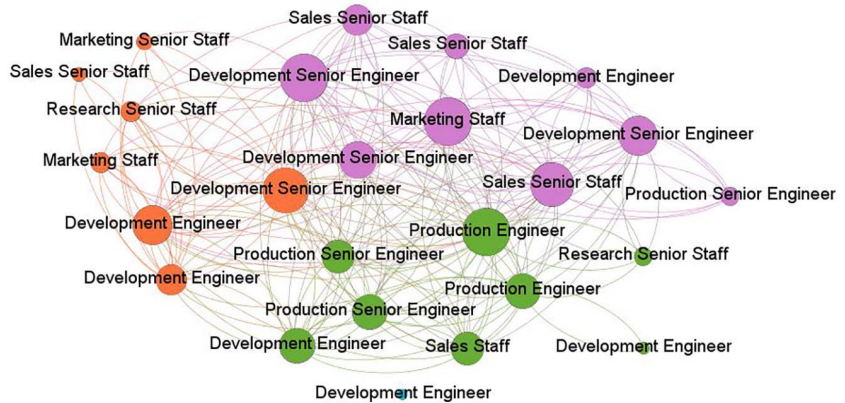 Sales Senior Staff
Marketing Senior Staff
Sales Senior Staff
Sales Senior Staff
Development Senior Engineer
Development Engineer
Research Senior Staff
Marketing Staff
Development Senior Engineer
Marketing Staff
Development Senior Engineer
Development Senior Engineer
Sales Senior Staff
Production Senior Engineer
Development Engineer
Production Engineer
Production Senior Engineer
Research Senior Staff
Development Engineer
Production Engineer
Production Senior Engineer
Development Engineer
Sales Staff
Development Engineer
Development Engineer